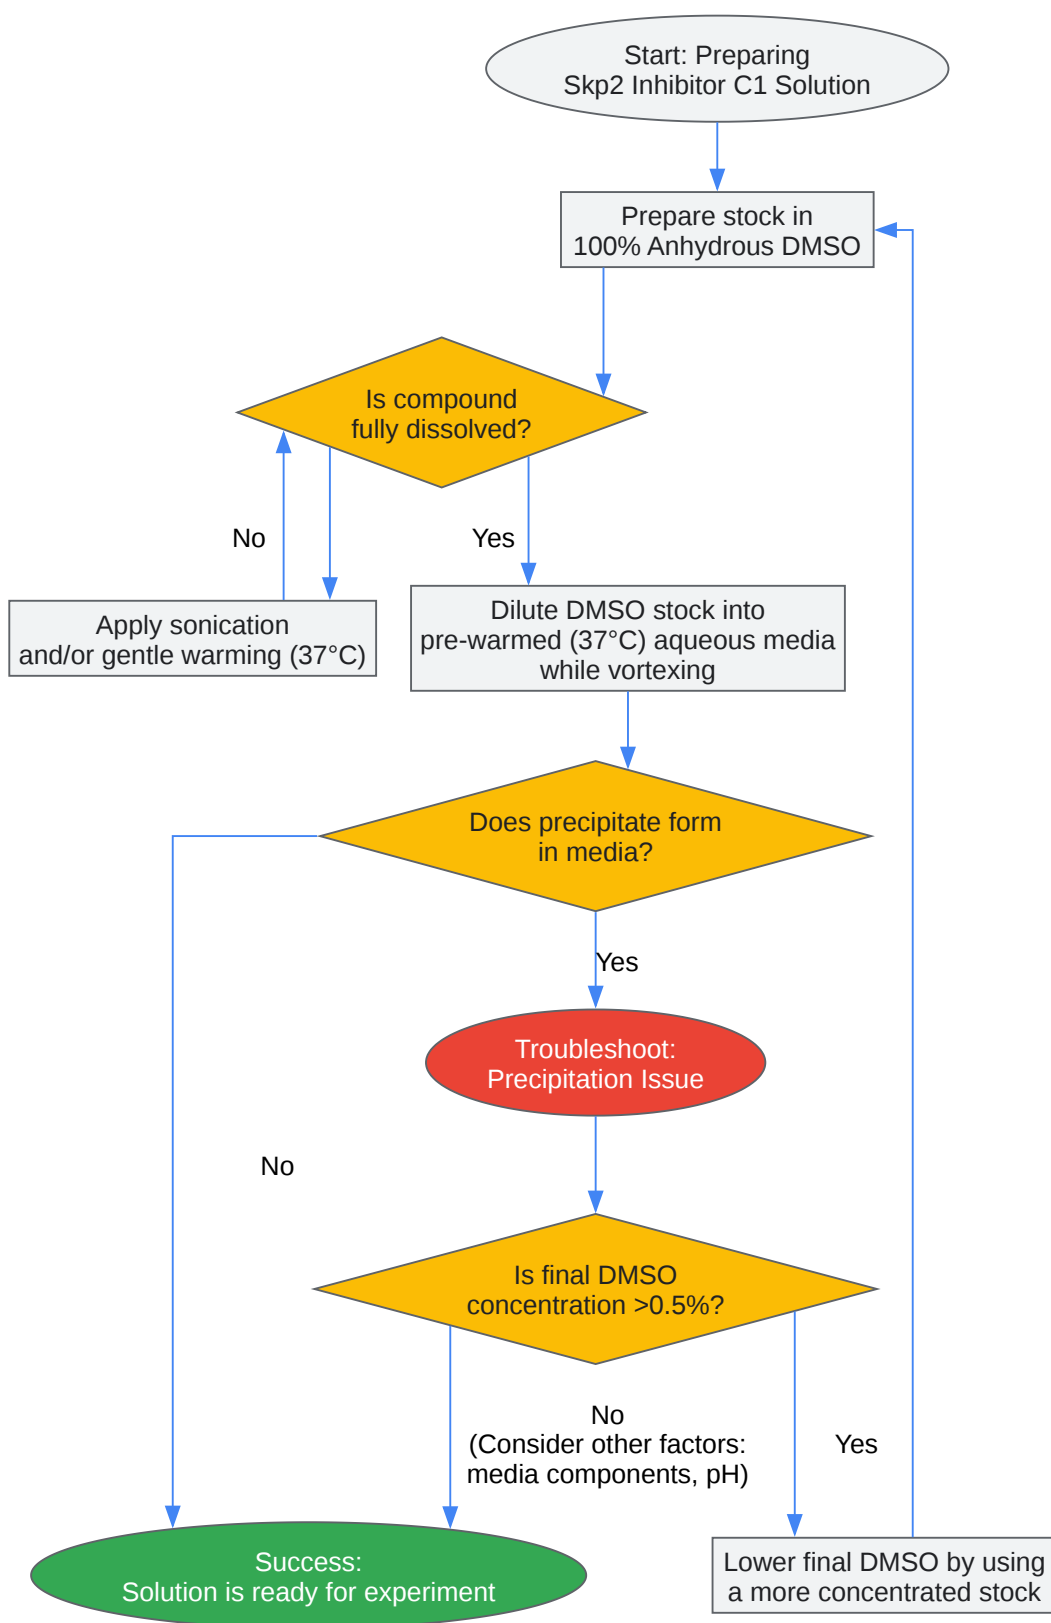 Start: Preparing
Skp2 Inhibitor C1 Solution
Prepare stock in
100% Anhydrous DMSO
Is compound
fully dissolved?
No
Yes
Apply sonication
and/or gentle warming (37°C)
Dilute DMSO stock into
pre-warmed (37°C) aqueous media
while vortexing
Does precipitate form
in media?
Yes
Troubleshoot:
Precipitation Issue
No
Is final DMSO
concentration >0.5%?
No
(Consider other factors:
media components, pH)
Yes
Success:
Solution is ready for experiment
Lower final DMSO by using
a more concentrated stock